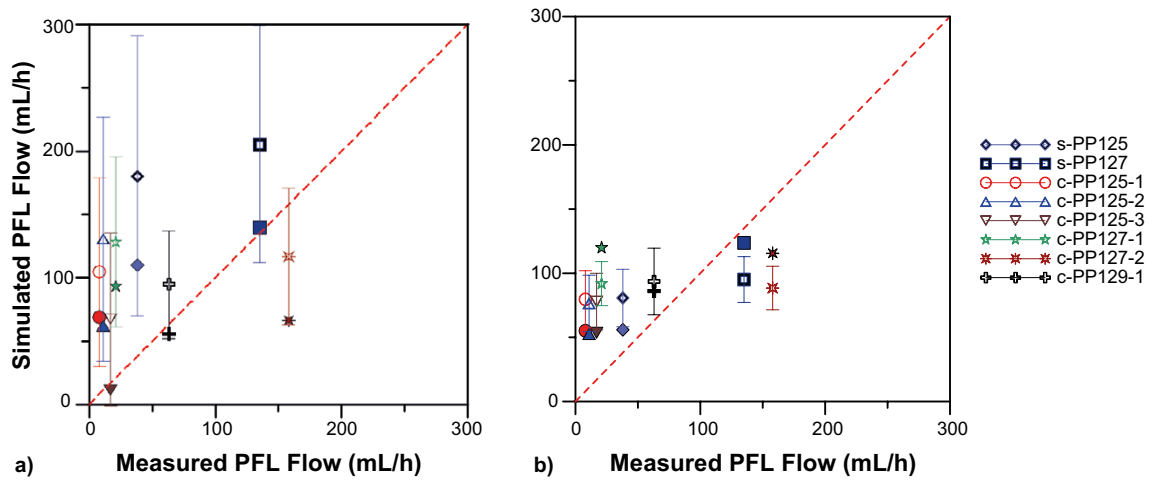 300
200
100
0
Simulated PFL Flow (mL/h)
0 100 200 300
a) Measured PFL Flow (mL/h)
300
200
100
0
0 100 200 300
b) Measured PFL Flow (mL/h)
s-PP125
s-PP127
c-PP125-1
c-PP125-2
c-PP125-3
c-PP127-1
c-PP127-2
c-PP129-1